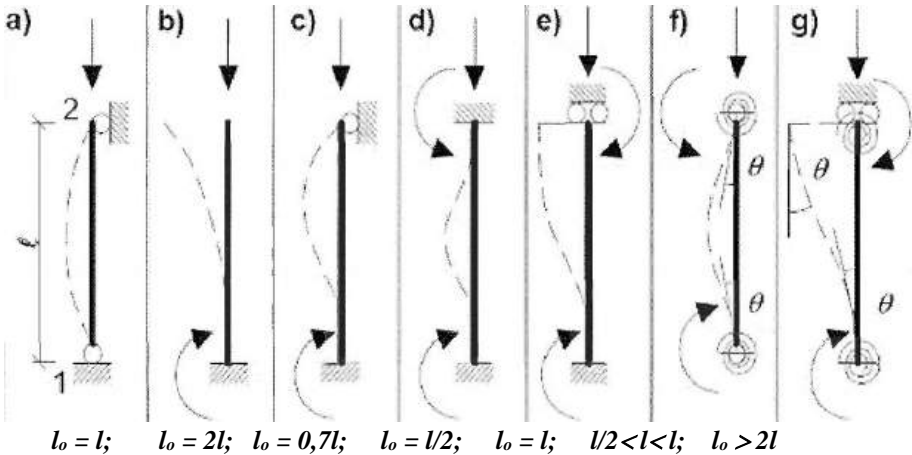 a) b) c) d) e) f) g)
2
θ θ
ℓ
θ θ
1
lₒ = l; lₒ = 2l; lₒ = 0,7l; lₒ = l/2; lₒ = l; l/2<l<l; lₒ >2l